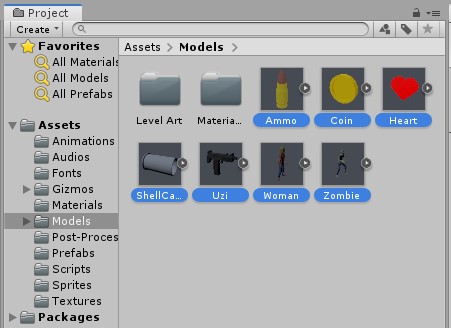 Project
Create
Favorites
All Materials
All Models
All Prefabs
Assets
Animations
Audios
Fonts
Gizmos
Materials
Models
Post-Proces
Prefabs
Scripts
Sprites
Textures
Packages
Assets Models
Level Art Materia... Ammo Coin Heart
ShellCa... Uzi Woman Zombie